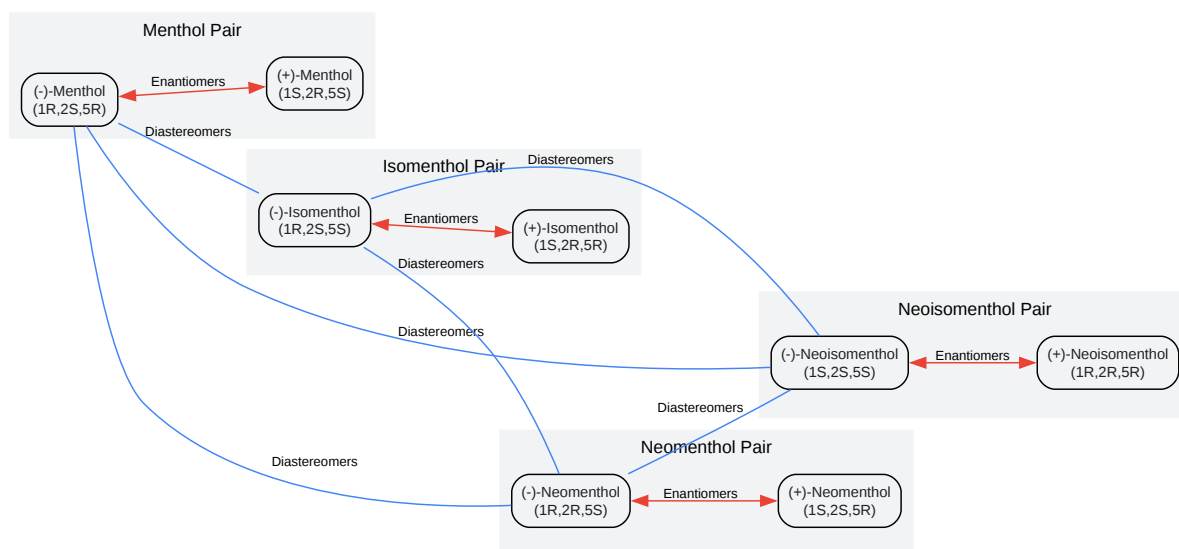 Menthol Pair
(-)-Menthol
(1R,2S,5R)
Enantiomers
(+)-Menthol
(1S,2R,5S)
Diastereomers
Isomenthol Pair
Diastereomers
(-)-Isomenthol
(1R,2S,5S)
Enantiomers
(+)-Isomenthol
(1S,2R,5R)
Diastereomers
Neoisomenthol Pair
Diastereomers
(-)-Neoisomenthol
(1S,2S,5S)
Enantiomers
(+)-Neoisomenthol
(1R,2R,5R)
Diastereomers
Neomenthol Pair
Diastereomers
(-)-Neomenthol
(1R,2R,5S)
Enantiomers
(+)-Neomenthol
(1S,2S,5R)